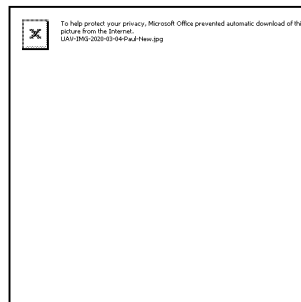 To help protect your privacy, Microsoft Office prevented automatic download of thi
picture from the Internet.
UAV-IMG-2020-03-04-Paul-New.jpg